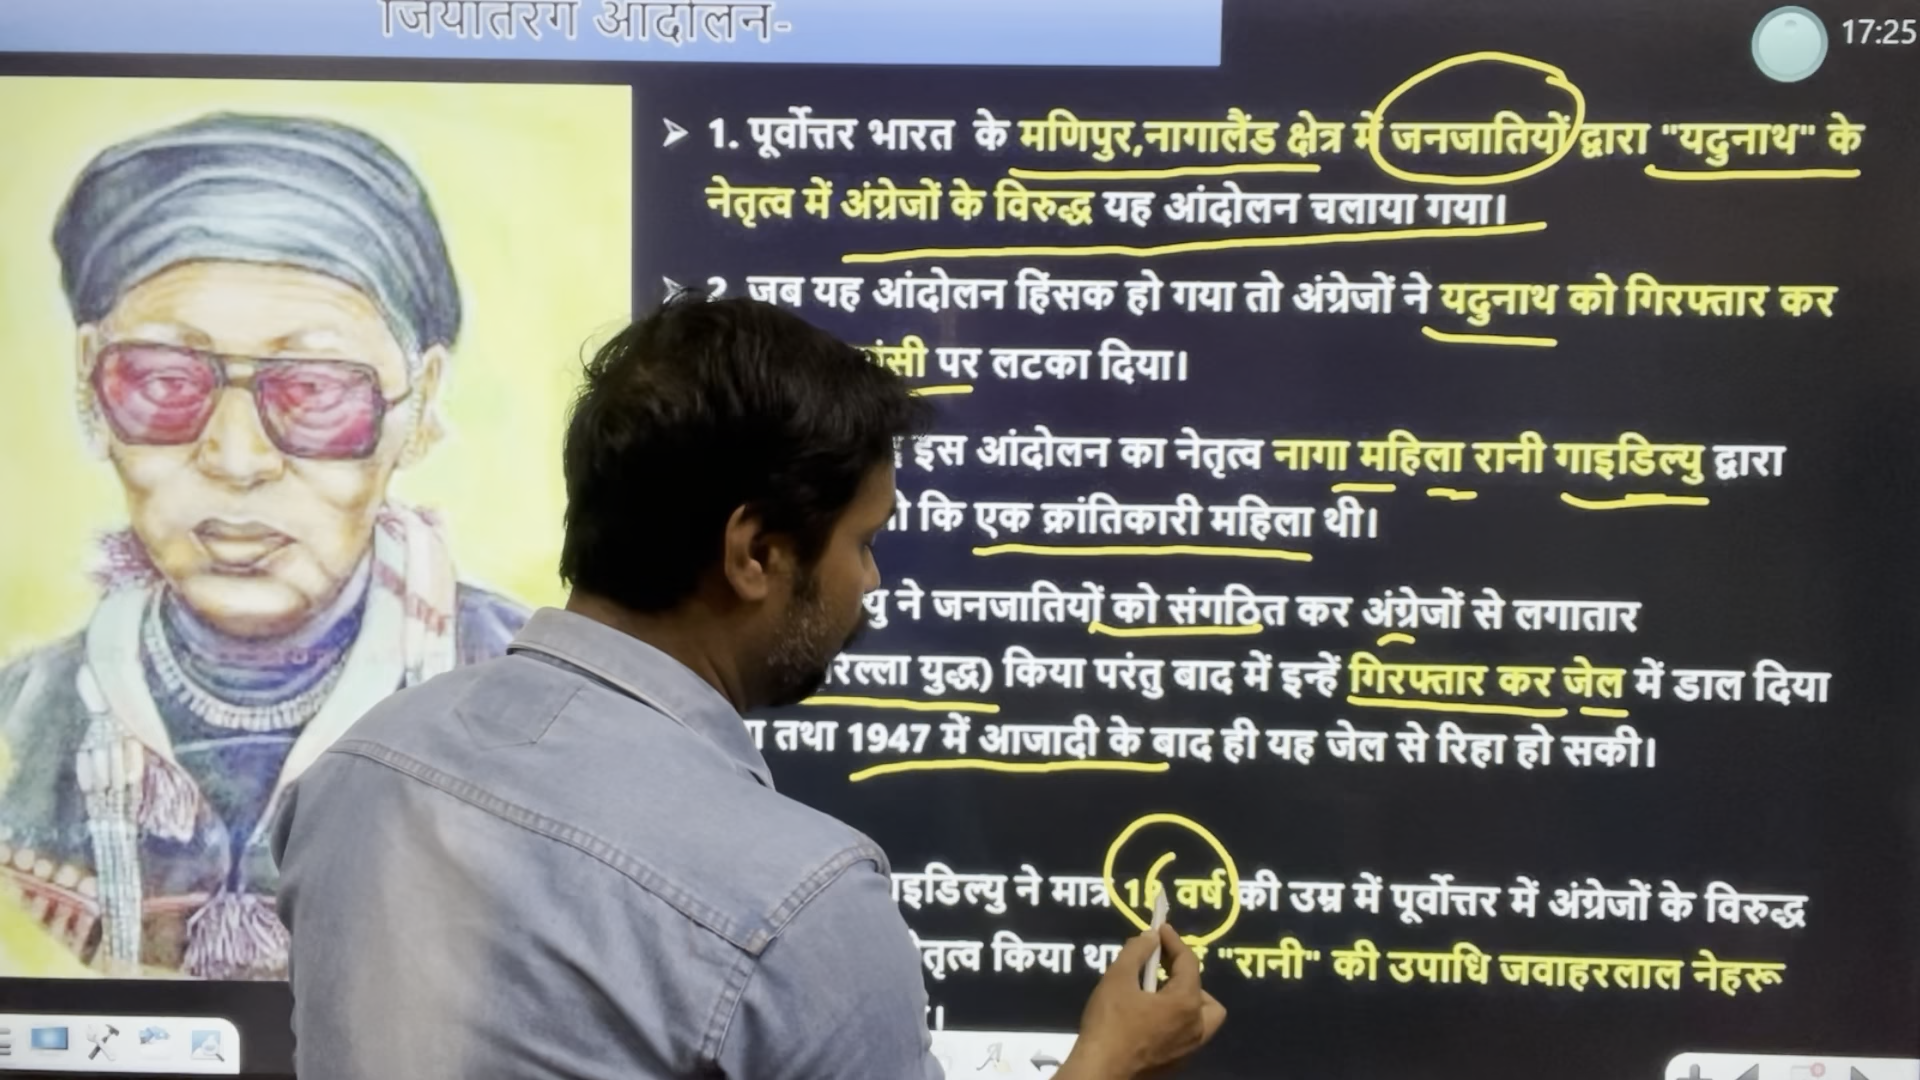 जियातरंग आंदोलन-
17:25
➤ 1. पूर्वोत्तर भारत के मणिपुर,नागालैंड क्षेत्र में जनजातियों द्वारा "यदुनाथ" के
नेतृत्व में अंग्रेजों के विरुद्ध यह आंदोलन चलाया गया।
➤ 2. जब यह आंदोलन हिंसक हो गया तो अंग्रेजों ने यदुनाथ को गिरफ्तार कर
पर लटका दिया।
इस आंदोलन का नेतृत्व नागा महिला रानी गाइडिल्यु द्वारा
कि एक क्रांतिकारी महिला थी।
ने जनजातियों को संगठित कर अंग्रेजों से लगातार
युद्ध) किया परंतु बाद में इन्हें गिरफ्तार कर जेल में डाल दिया
तथा 1947 में आजादी के बाद ही यह जेल से रिहा हो सकी।
ने मात्र वर्ष की उम्र में पूर्वोत्तर में अंग्रेजों के विरुद्ध
किया "रानी" की उपाधि जवाहरलाल नेहरू